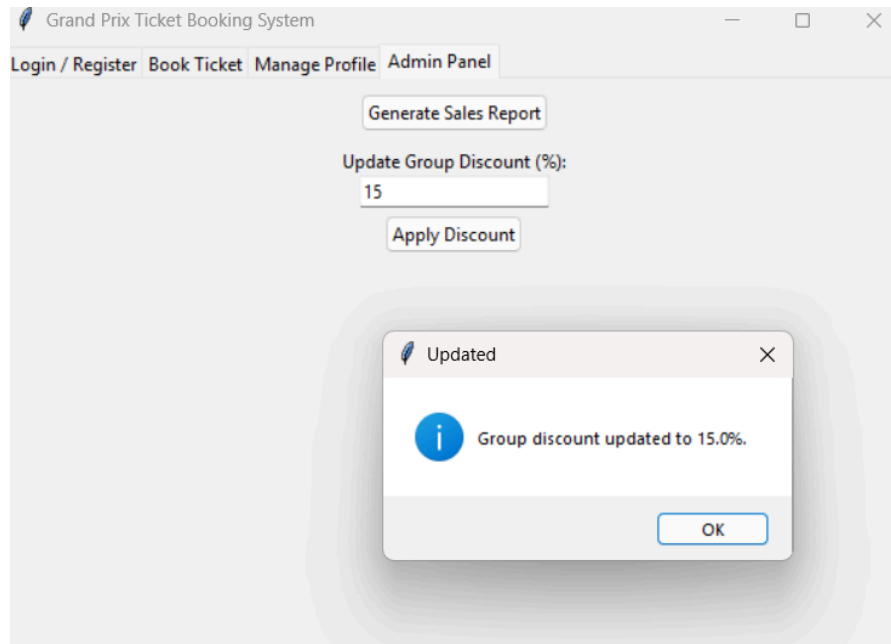 Grand Prix Ticket Booking System
Login / Register Book Ticket Manage Profile Admin Panel
Generate Sales Report
Update Group Discount (%):
15
Apply Discount
Updated
Group discount updated to 15.0%.
OK